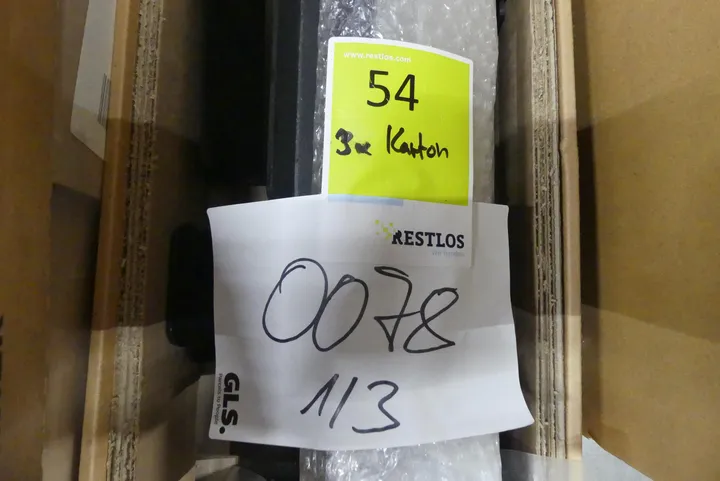 www.restlos.com
54
3x Karton
RESTLOS
0078
1/3
GLS.